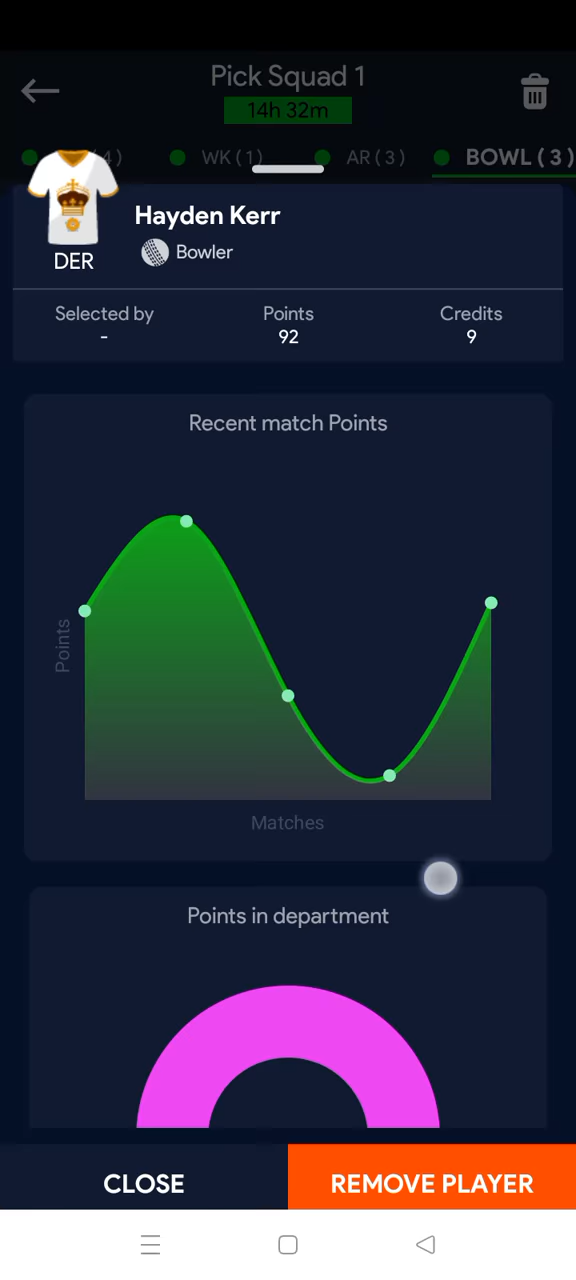 Pick Squad 1
14h 32m
4 )
WK ( 1 )
AR ( 3 )
BOWL ( 3 )
Hayden Kerr
DER
Bowler
Selected by
Points
Credits
-
92
9
Recent match Points
Points
Matches
Points in department
CLOSE
REMOVE PLAYER